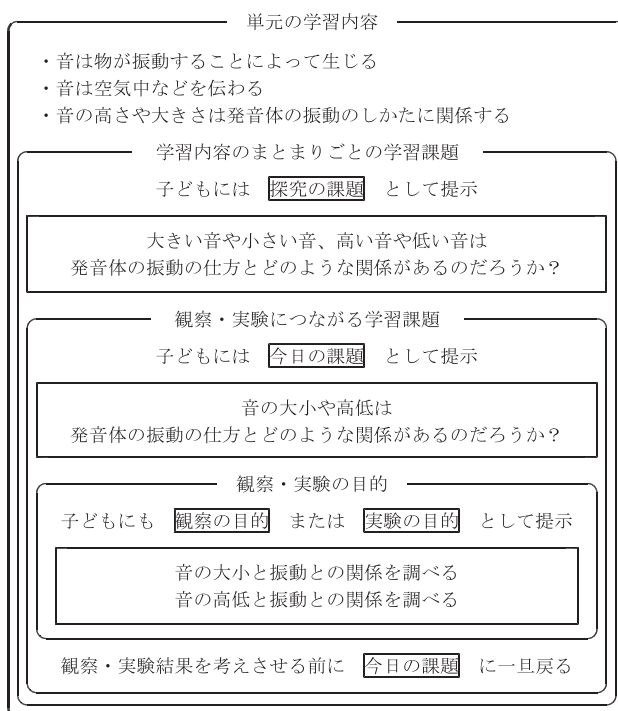 単元の学習内容
・音は物が振動することによって生じる
・音は空気中などを伝わる
・音の高さや大きさは発音体の振動のしかたに関係する
学習内容のまとまりごとの学習課題
子どもには 探究の課題 として提示
大きい音や小さい音、高い音や低い音は
発音体の振動の仕方とどのような関係があるのだろうか？
観察・実験につながる学習課題
子どもには 今日の課題 として提示
音の大小や高低は
発音体の振動の仕方とどのような関係があるのだろうか？
観察・実験の目的
子どもにも 観察の目的 または 実験の目的 として提示
音の大小と振動との関係を調べる
音の高低と振動との関係を調べる
観察・実験結果を考えさせる前に 今日の課題 に一旦戻る